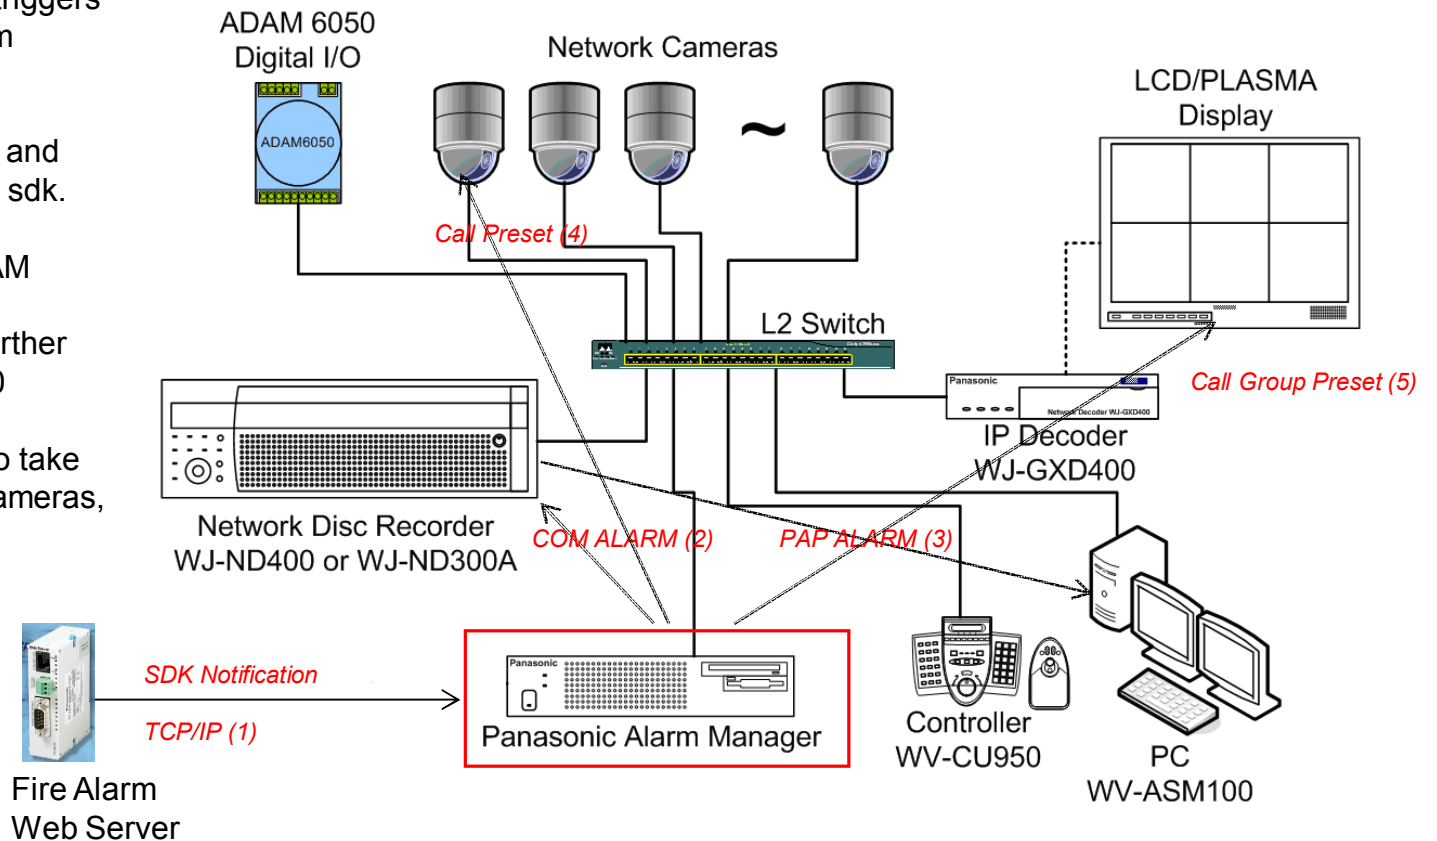 triggers
and
sdk.
AM
rther
0
o take
ameras,
ADAM 6050
Digital I/O
ADAM6050
Network Cameras
~
LCD/PLASMA
Display
Call Preset (4)
L2 Switch
Call Group Preset (5)
Panasonic
Network Decoder WJ-GXD400
IP Decoder
WJ-GXD400
Network Disc Recorder
WJ-ND400 or WJ-ND300A
COM ALARM (2)
PAP ALARM (3)
SDK Notification
TCP/IP (1)
Panasonic
Panasonic Alarm Manager
Controller
WV-CU950
PC
WV-ASM100
Fire Alarm
Web Server